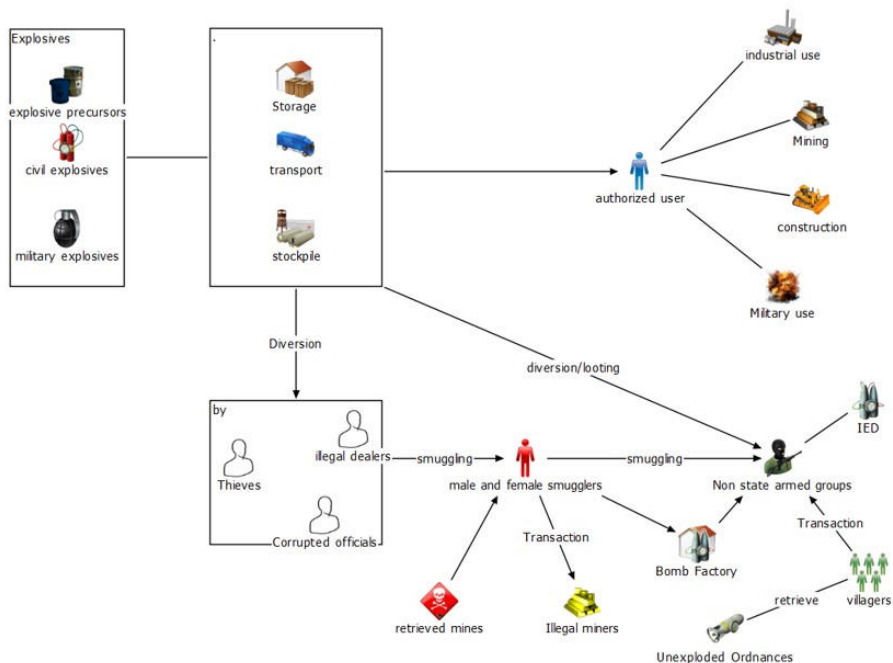 Explosives
explosive precursors
civil explosives
military explosives
.
Storage
transport
stockpile
industrial use
Mining
authorized user
construction
Military use
Diversion
diversion/looting
by
illegal dealers
Thieves
Corrupted officials
smuggling
male and female smugglers
smuggling
Non state armed groups
IED
Transaction
Bomb Factory
Transaction
retrieved mines
Illegal miners
retrieve
villagers
Unexploded Ordnances